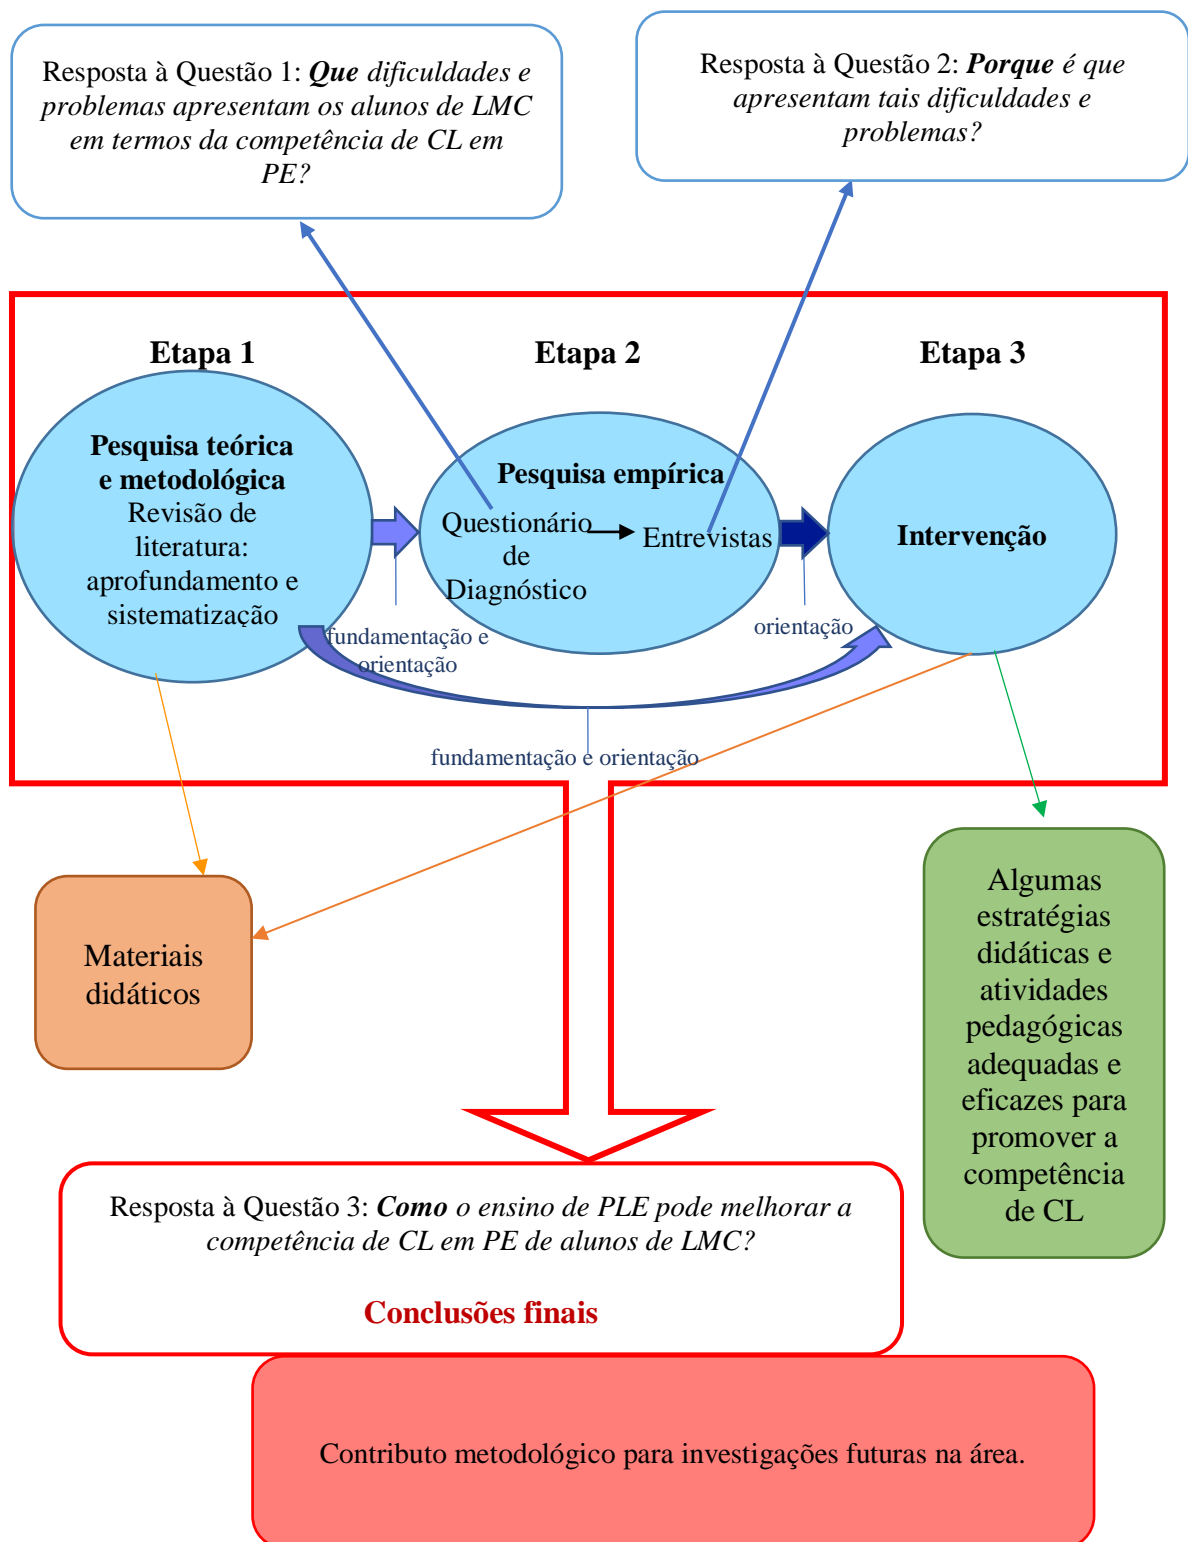 Resposta à Questão 1: Que dificuldades e
problemas apresentam os alunos de LMC
em termos da competência de CL em
PE?
Resposta à Questão 2: Porque é que
apresentam tais dificuldades e
problemas?
Etapa 1
Etapa 2
Etapa 3
Pesquisa teórica
e metodológica
Revisão de
literatura:
aprofundamento e
sistematização
Pesquisa empírica
Questionário
de
Diagnóstico
Entrevistas
Intervenção
fundamentação e
orientação
orientação
fundamentação e orientação
Materiais
didáticos
Algumas
estratégias
didáticas e
atividades
pedagógicas
adequadas e
eficazes para
promover a
competência
de CL
Resposta à Questão 3: Como o ensino de PLE pode melhorar a
competência de CL em PE de alunos de LMC?
Conclusões finais
Contributo metodológico para investigações futuras na área.